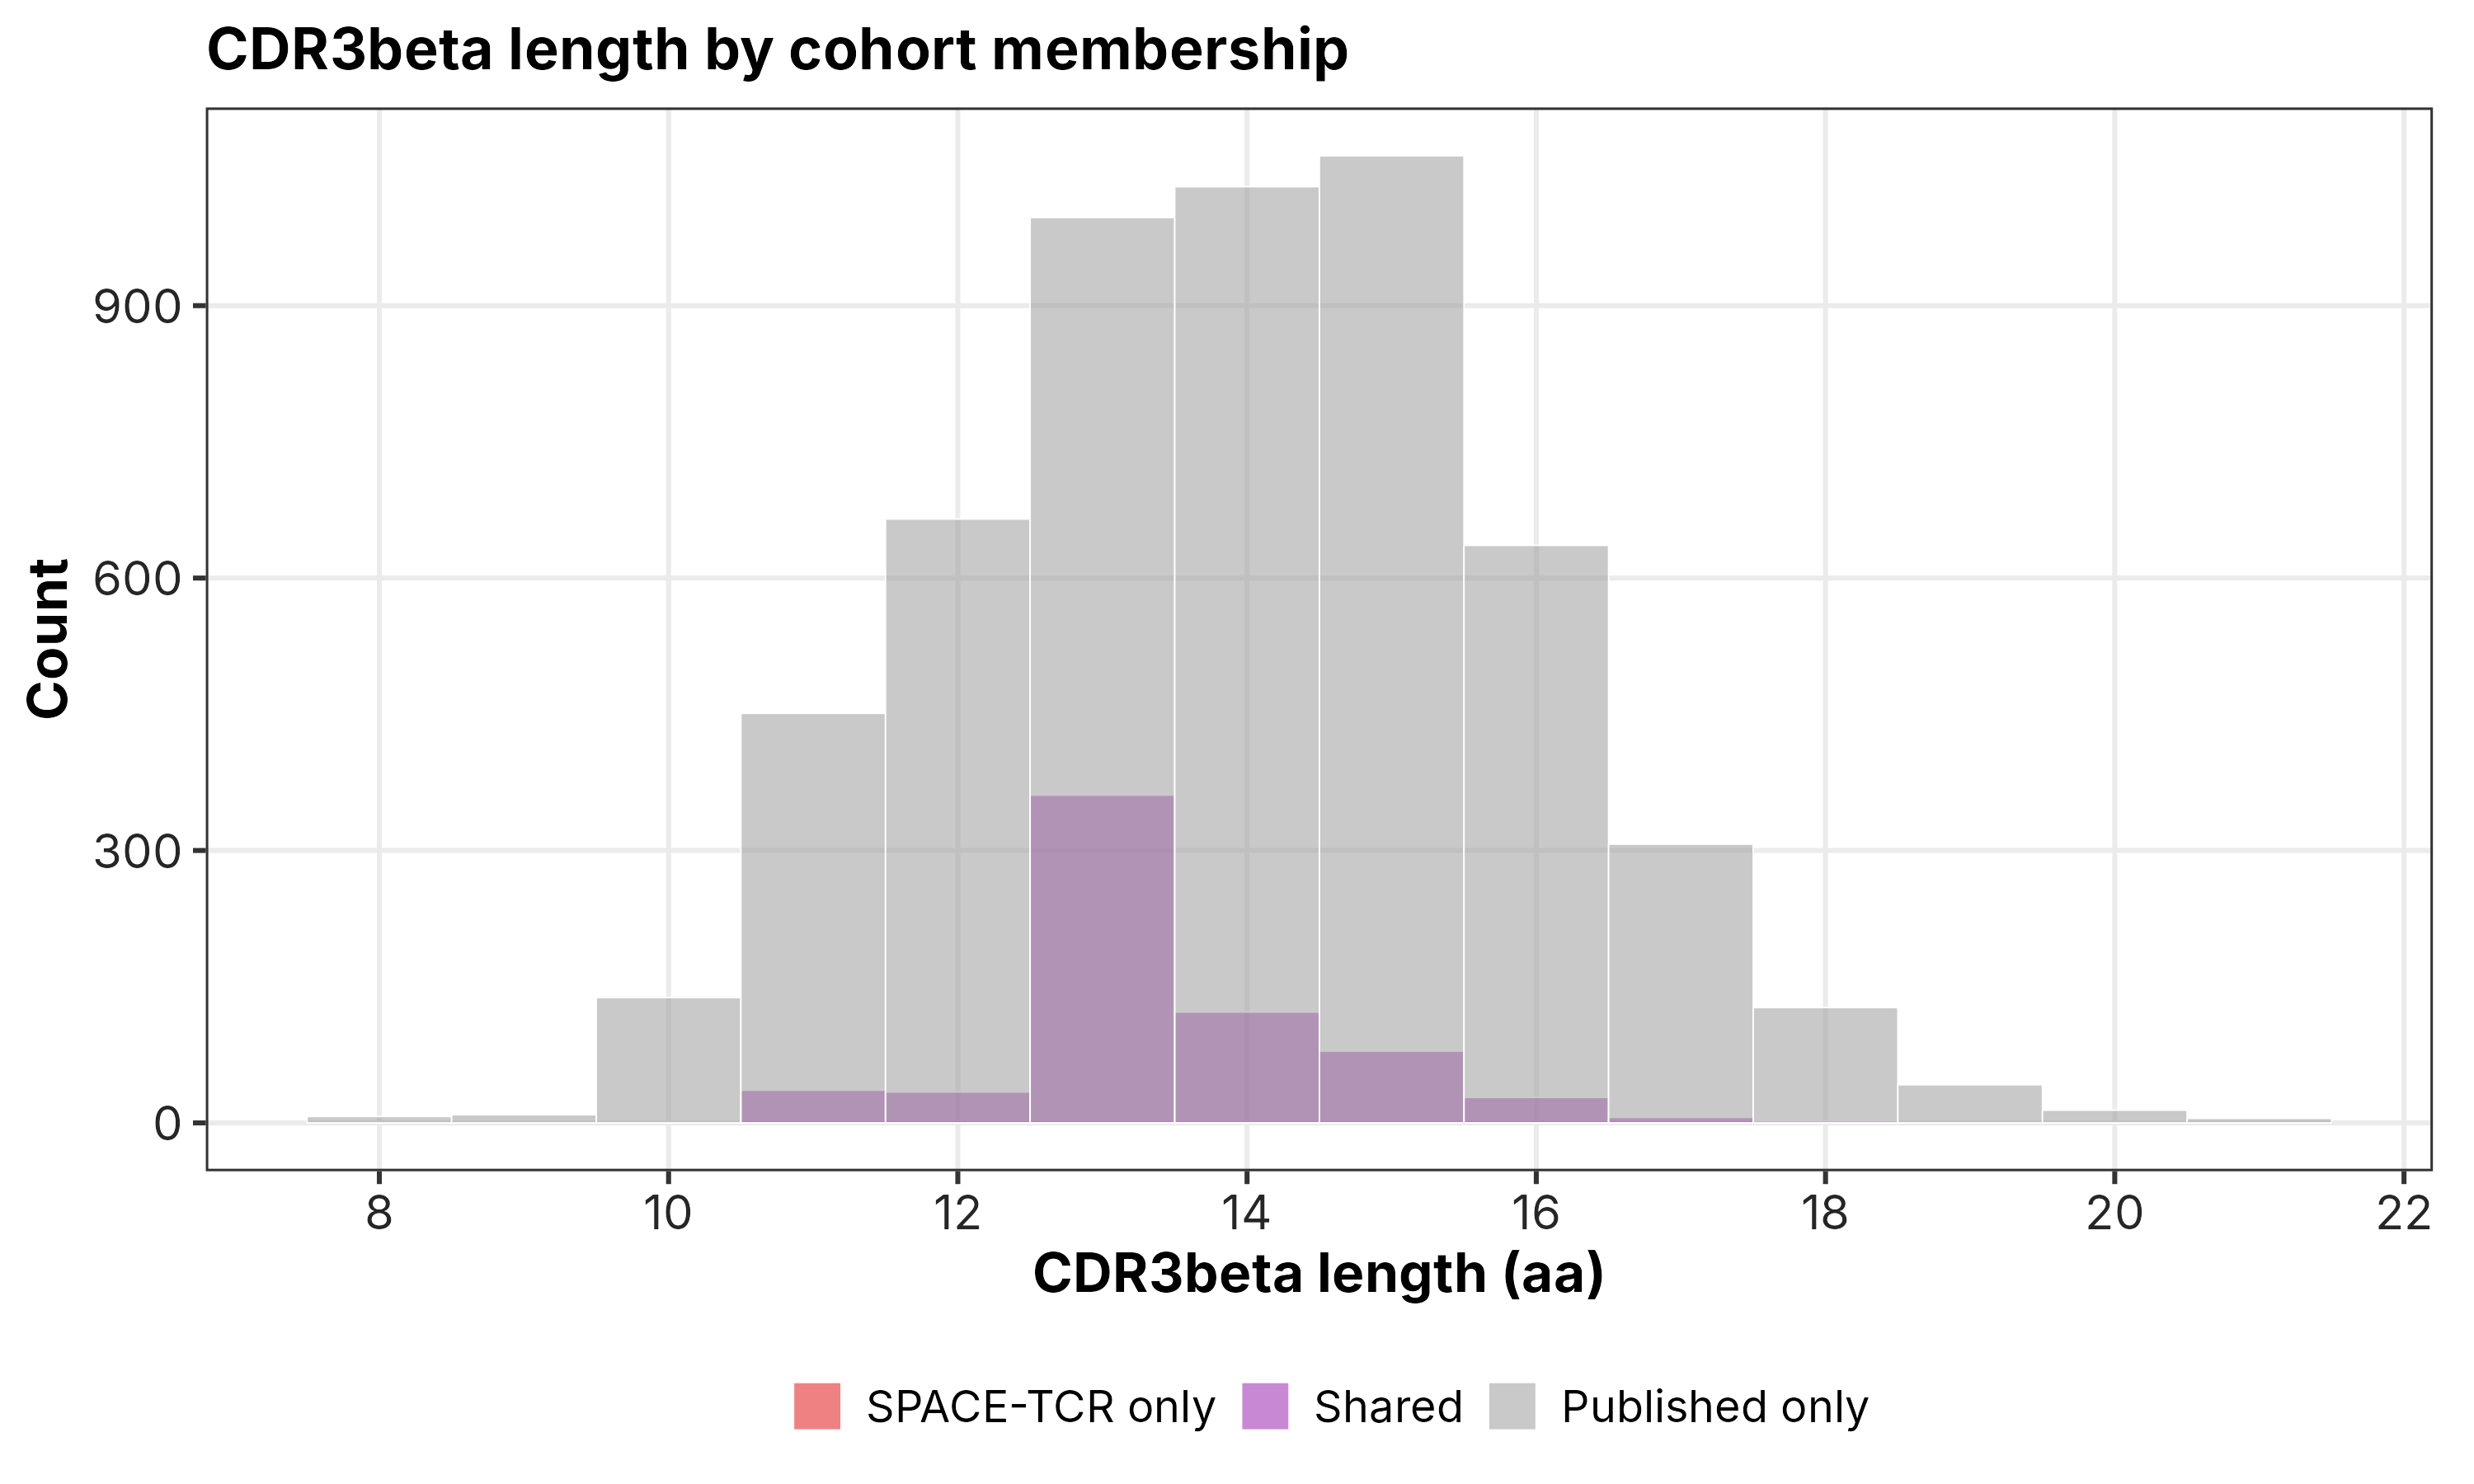 CDR3beta length by cohort membership
Count
900
600
300
0
8 10 12 14 16 18 20 22
CDR3beta length (aa)
SPACE-TCR only Shared Published only